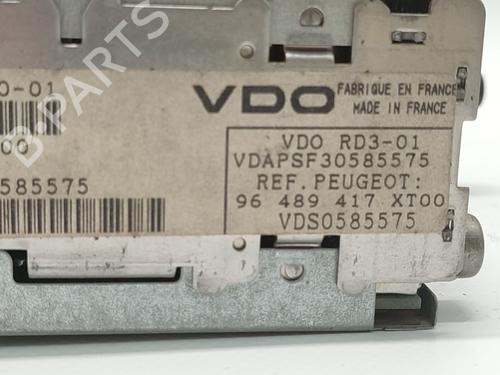 0-01
00
585575
VDO
FABRIQUE EN FRANCE
MADE IN FRANCE
VDO RD3-01
VDAPSF30585575
REF. PEUGEOT:
96 489 417 XT00
VDS0585575
B-PARTS